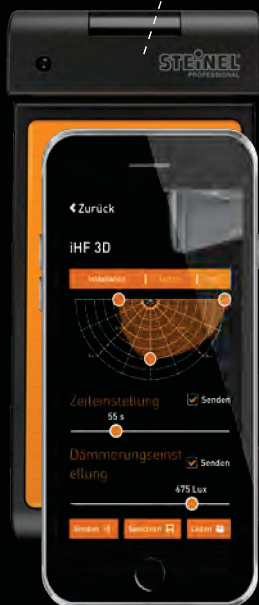 STEINEL
PROFESSIONAL
Zurück
iHF 3D
Installation
Zeiteinstellung
Senden
55 s
Dämmerungseinst
ellung
Senden
675 Lux
Senden
Speichern
Laden